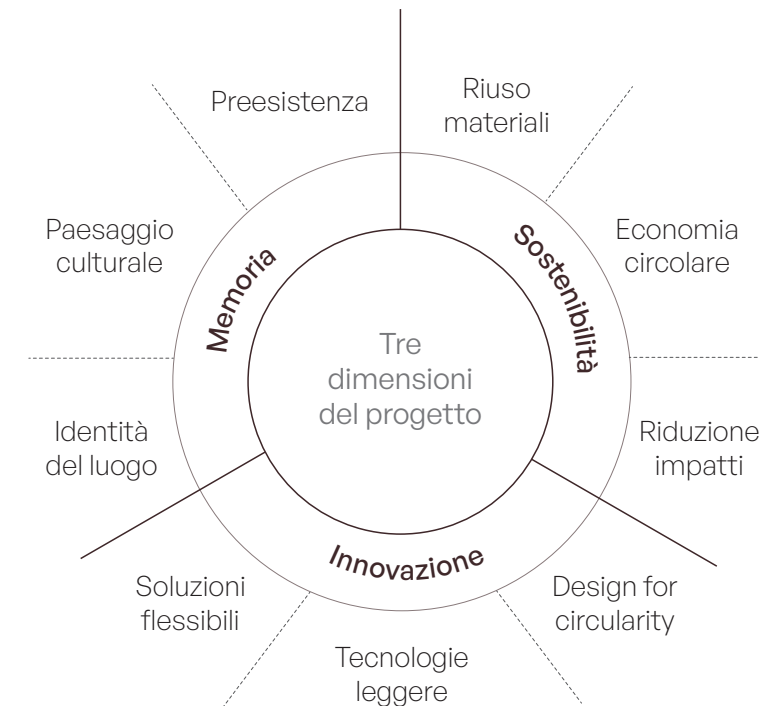 Tre
dimensioni
del progetto
Memoria
Preesistenza
Paesaggio
culturale
Identità
del luogo
Sostenibilità
Riuso
materiali
Economia
circolare
Riduzione
impatti
Innovazione
Design for
circularity
Tecnologie
leggere
Soluzioni
flessibili